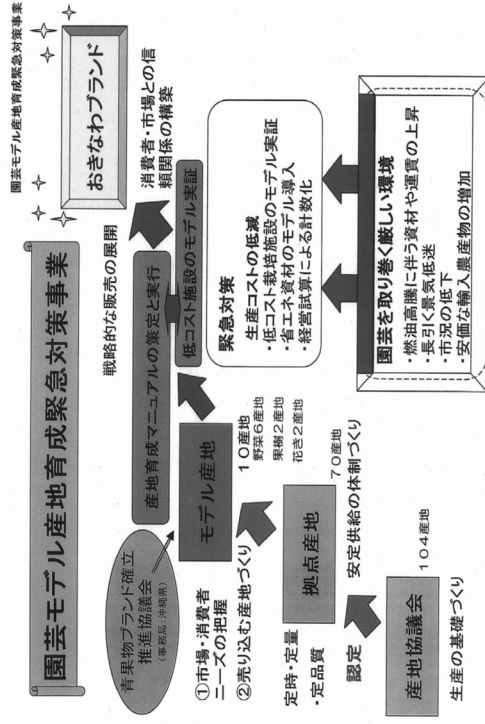 園芸モデル産地育成緊急対策事業
園芸モデル産地育成緊急対策事業
おきなわブランド
戦略的な販売の展開
消費者・市場との信
頼関係の構築
青果物ブランド確立
推進協議会
(事務局:沖縄県)
産地育成マニュアルの策定と実行
低コスト施設のモデル実証
①市場・消費者
ニーズの把握
②売り込む産地づくり
モデル産地
10産地
野菜6産地
果樹2産地
花き2産地
緊急対策
生産コストの低減
・低コスト栽培施設のモデル実証
・省エネ資材のモデル導入
・経営試算による計数化
定時・定量
・定品質
拠点産地
70産地
安定供給の体制づくり
認定
産地協議会
104産地
生産の基礎づくり
園芸を取り巻く厳しい環境
・燃油高騰に伴う資材や運賃の上昇
・長引く景気低迷
・市況の低下
・安価な輸入農産物の増加